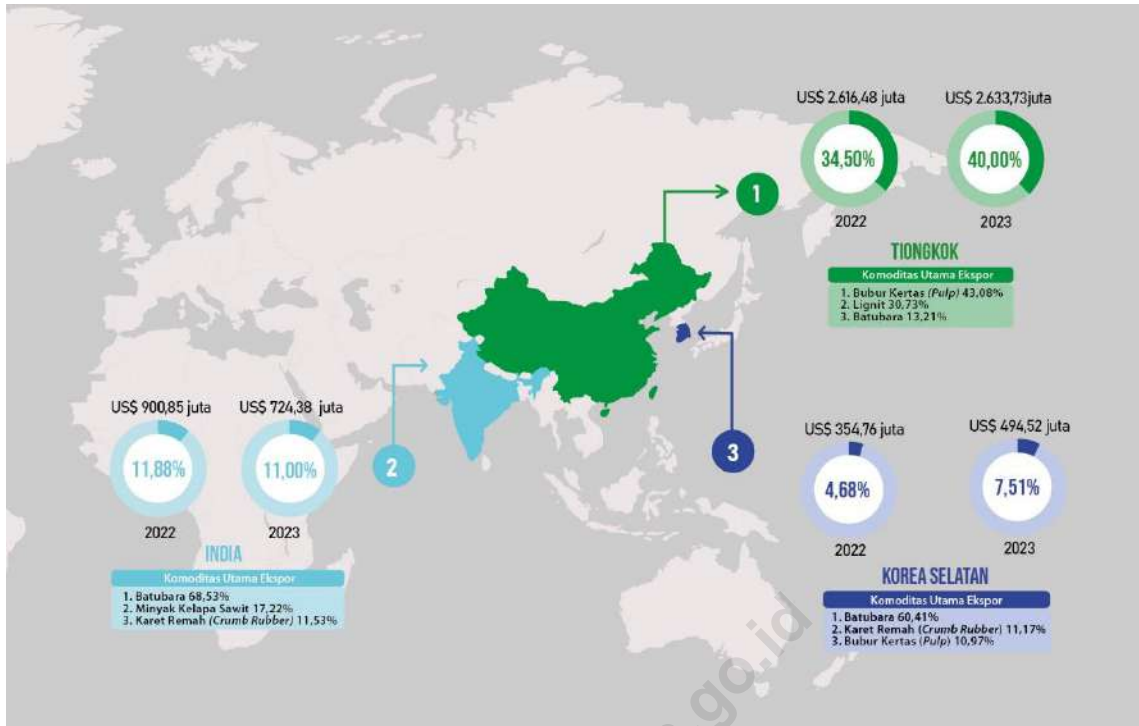 US$ 2.616,48 juta
US$ 2.633,73juta
34,50%
40,00%
2022
2023
1
TIONGKOK
Komoditas Utama Ekspor
1. Bubur Kertas (Pulp) 43,08%
2. Lignit 30,73%
3. Batubara 13,21%
US$ 900,85 juta
US$ 724,38 juta
11,88%
11,00%
2022
2023
2
INDIA
Komoditas Utama Ekspor
1. Batubara 68,53%
2. Minyak Kelapa Sawit 17,22%
3. Karet Remah (Crumb Rubber) 11,53%
3
US$ 354,76 juta
US$ 494,52 juta
4,68%
7,51%
2022
2023
KOREA SELATAN
Komoditas Utama Ekspor
1. Batubara 60,41%
2. Karet Remah (Crumb Rubber) 11,17%
3. Bubur Kertas (Pulp) 10,97%
go.id